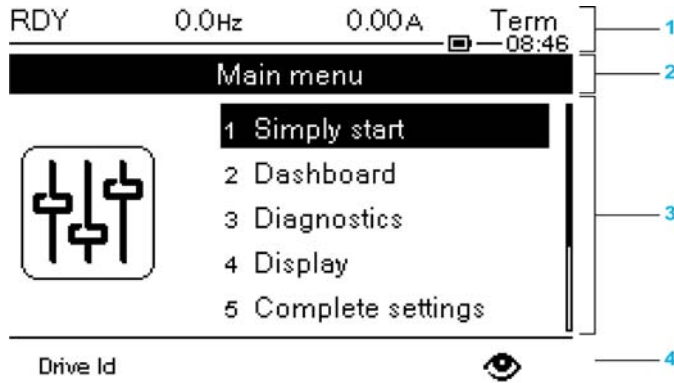 RDY 0.0Hz 0.00A Term
08:46
1
Main menu
2
1 Simply start
2 Dashboard
3 Diagnostics
3
4 Display
5 Complete settings
Drive Id
4